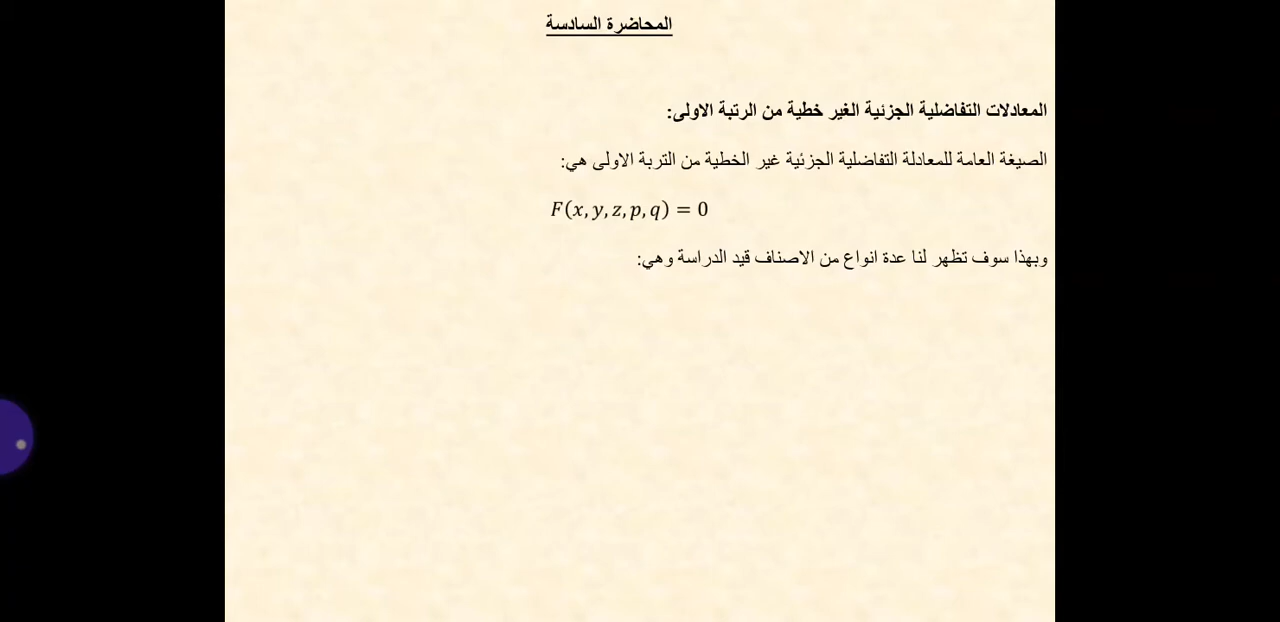 المحاضرة السادسة
المعادلات التفاضلية الجزئية الغير خطية من الرتبة الاولى:
الصيغة العامة للمعادلة التفاضلية الجزئية غير الخطية من التربة الاولى هي:
F(x, y, z, p, q) = 0
وبهذا سوف تظهر لنا عدة انواع من الاصناف قيد الدراسة وهي: